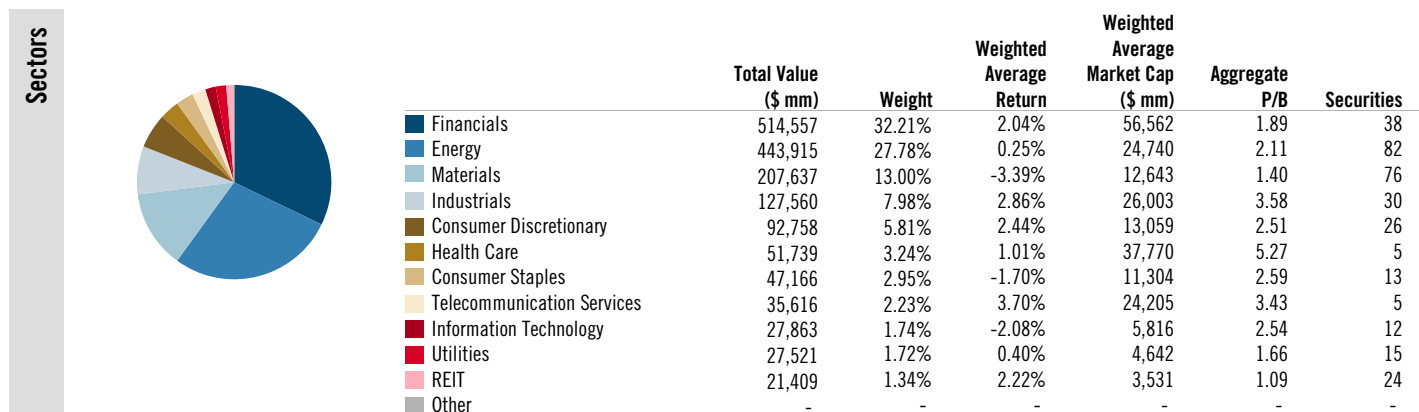 Sectors
Total Value ($ mm) Weight Weighted Average Return Weighted Average Market Cap ($ mm) Aggregate P/B Securities
Financials 514,557 32.21% 2.04% 56,562 1.89 38
Energy 443,915 27.78% 0.25% 24,740 2.11 82
Materials 207,637 13.00% -3.39% 12,643 1.40 76
Industrials 127,560 7.98% 2.86% 26,003 3.58 30
Consumer Discretionary 92,758 5.81% 2.44% 13,059 2.51 26
Health Care 51,739 3.24% 1.01% 37,770 5.27 5
Consumer Staples 47,166 2.95% -1.70% 11,304 2.59 13
Telecommunication Services 35,616 2.23% 3.70% 24,205 3.43 5
Information Technology 27,863 1.74% -2.08% 5,816 2.54 12
Utilities 27,521 1.72% 0.40% 4,642 1.66 15
REIT 21,409 1.34% 2.22% 3,531 1.09 24
Other - - - - - -